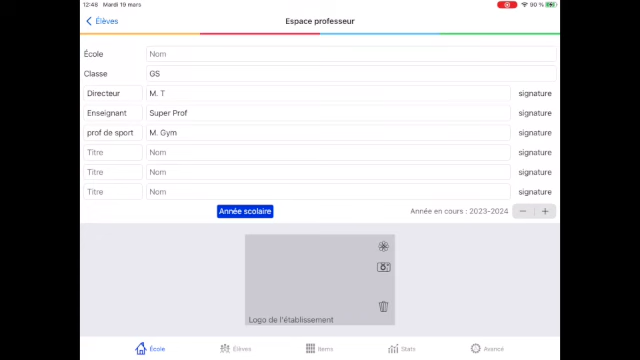 12:48 Mardi 19 mars 90 %
Élèves Espace professeur
École Nom
Classe GS
Directeur M. T signature
Enseignant Super Prof signature
prof de sport M. Gym signature
Titre Nom signature
Titre Nom signature
Titre Nom signature
Année scolaire Année en cours : 2023-2024 − +
Logo de l'établissement
École Élèves Items Stats Avancé